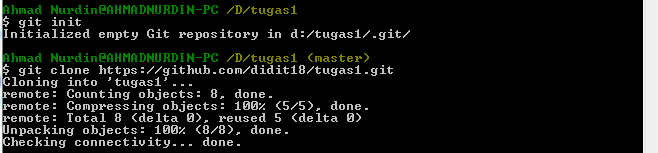 Ahmad Nurdin@AHMADNURDIN-PC /D/tugas1
$ git init
Initialized empty Git repository in d:/tugas1/.git/
Ahmad Nurdin@AHMADNURDIN-PC /D/tugas1 (master)
$ git clone https://github.com/didit18/tugas1.git
Cloning into 'tugas1'...
remote: Counting objects: 8, done.
remote: Compressing objects: 100% (5/5), done.
remote: Total 8 (delta 0), reused 5 (delta 0)
Unpacking objects: 100% (8/8), done.
Checking connectivity... done.